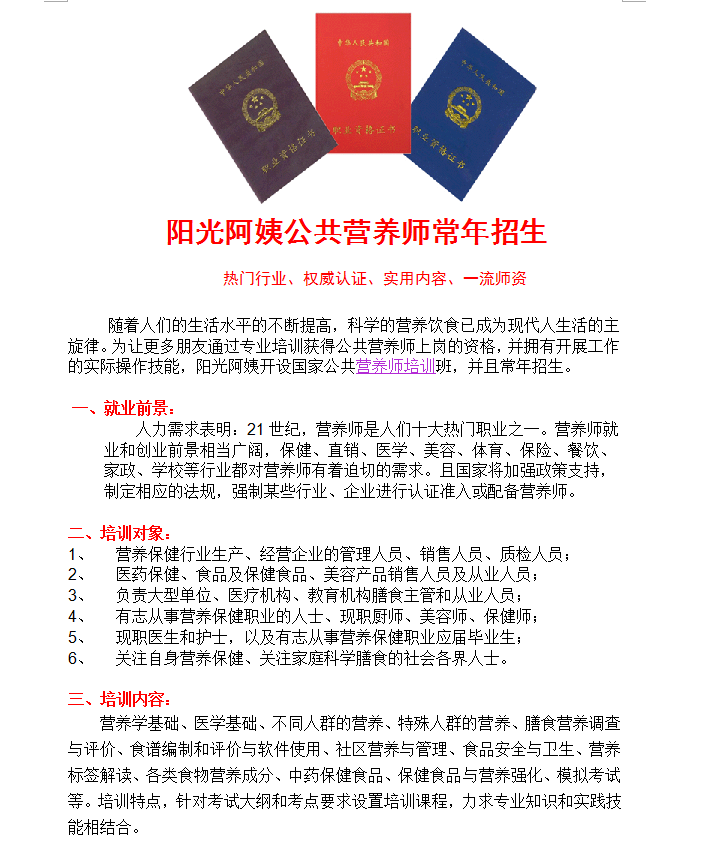 中华人民共和国
职业资格证书
中华人民共和国
职业资格证书
中华人民共和国
职业资格证书
阳光阿姨公共营养师常年招生
热门行业、权威认证、实用内容、一流师资
随着人们的生活水平的不断提高，科学的营养饮食已成为现代人生活的主
旋律。为让更多朋友通过专业培训获得公共营养师上岗的资格，并拥有开展工作
的实际操作技能，阳光阿姨开设国家公共营养师培训班，并且常年招生。
一、就业前景：
人力需求表明：21 世纪，营养师是人们十大热门职业之一。营养师就
业和创业前景相当广阔，保健、直销、医学、美容、体育、保险、餐饮、
家政、学校等行业都对营养师有着迫切的需求。且国家将加强政策支持，
制定相应的法规，强制某些行业、企业进行认证准入或配备营养师。
二、培训对象：
1、 营养保健行业生产、经营企业的管理人员、销售人员、质检人员；
2、 医药保健、食品及保健食品、美容产品销售人员及从业人员；
3、 负责大型单位、医疗机构、教育机构膳食主管和从业人员；
4、 有志从事营养保健职业的人士、现职厨师、美容师、保健师；
5、 现职医生和护士，以及有志从事营养保健职业应届毕业生；
6、 关注自身营养保健、关注家庭科学膳食的社会各界人士。
三、培训内容：
营养学基础、医学基础、不同人群的营养、特殊人群的营养、膳食营养调查
与评价、食谱编制和评价与软件使用、社区营养与管理、食品安全与卫生、营养
标签解读、各类食物营养成分、中药保健食品、保健食品与营养强化、模拟考试
等。培训特点，针对考试大纲和考点要求设置培训课程，力求专业知识和实践技
能相结合。